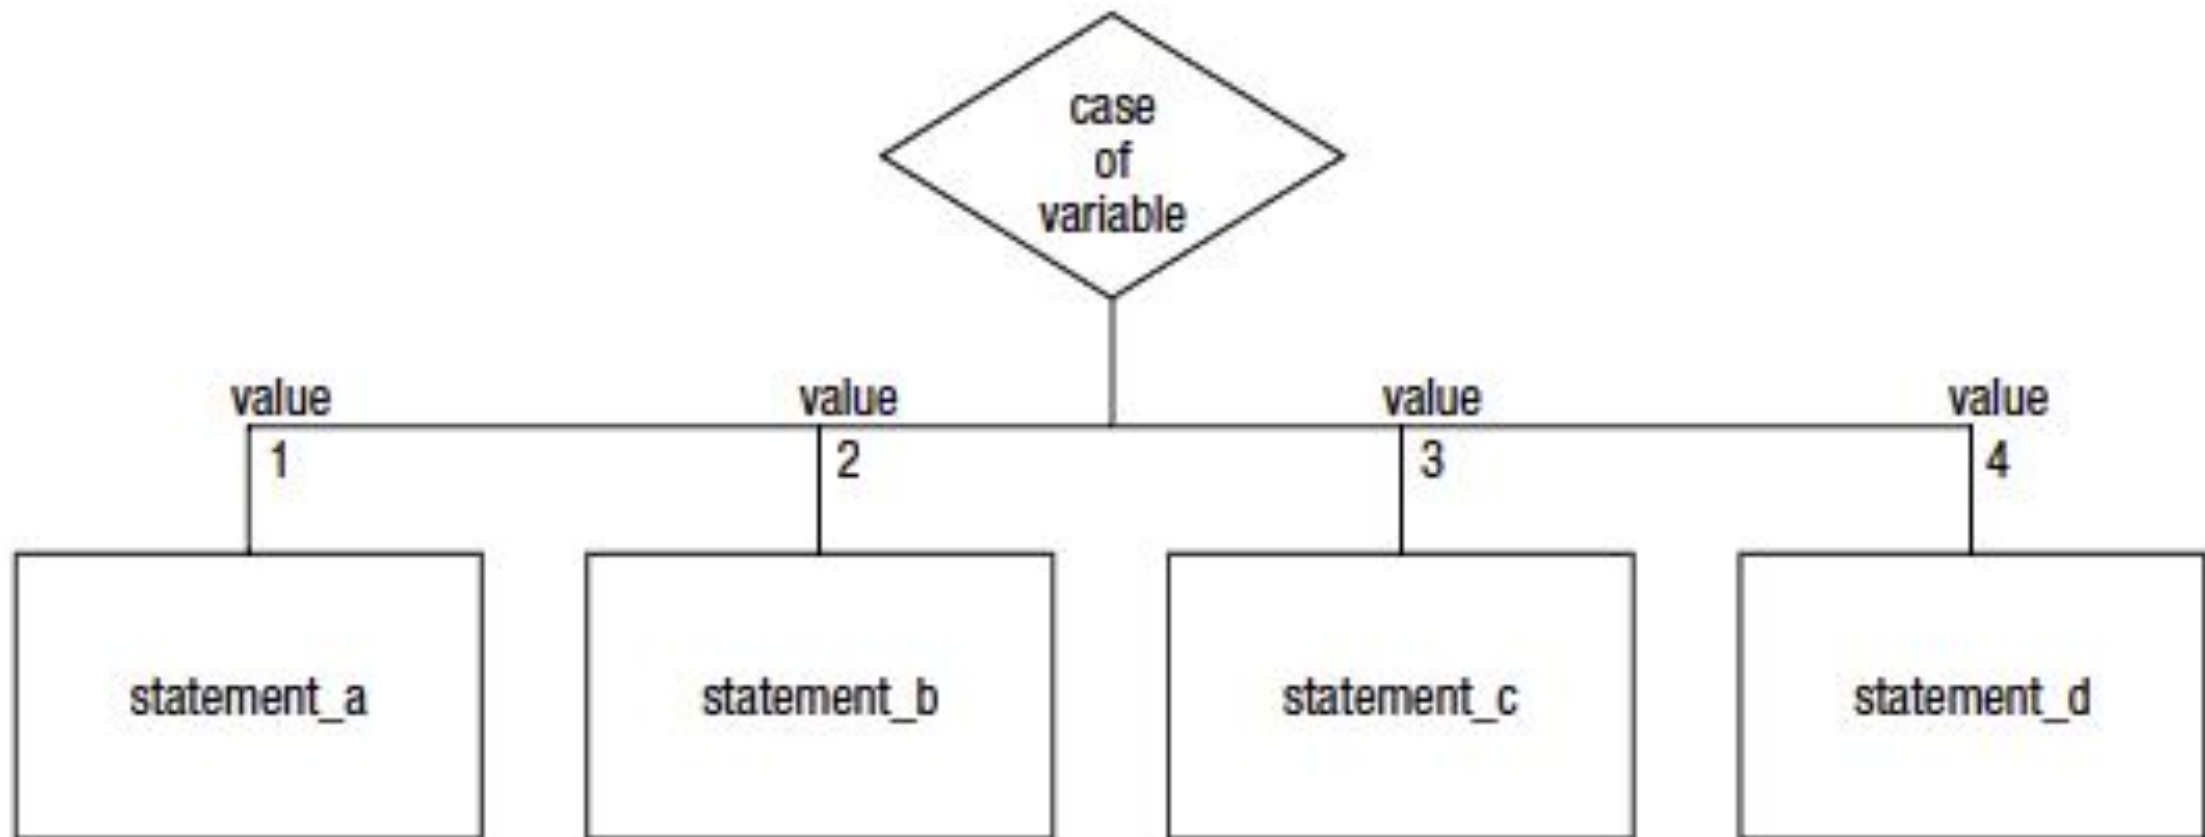 case
of
variable
value
1
value
2
value
3
value
4
statement_a
statement_b
statement_c
statement_d